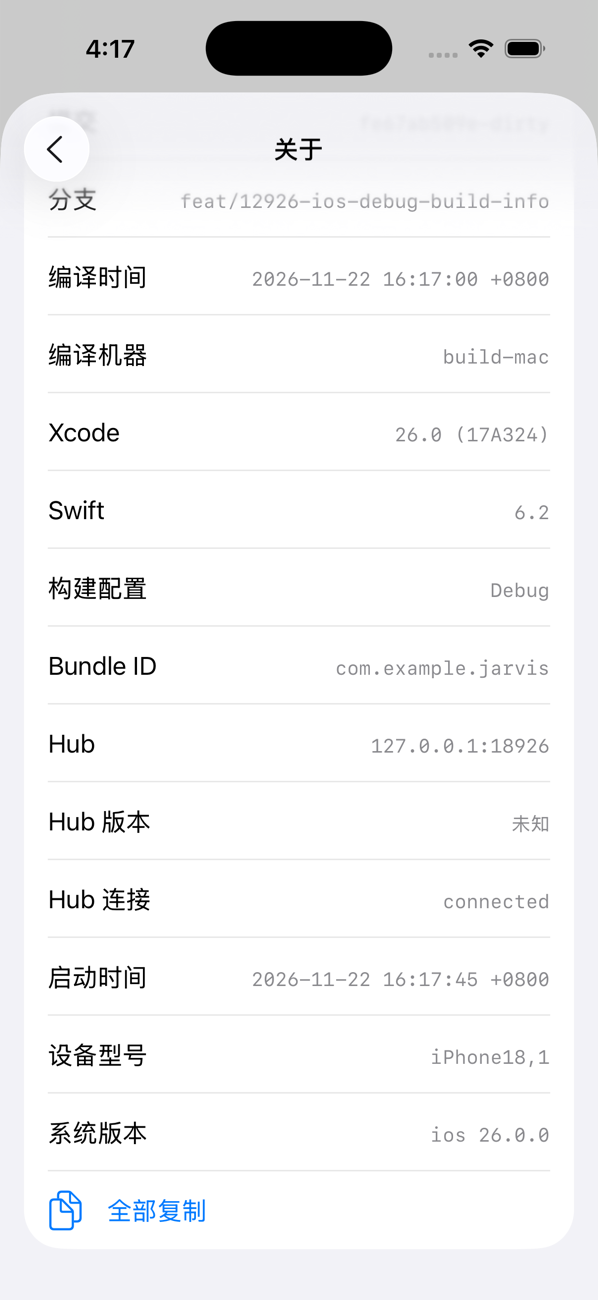 4:17
关于
分支 feat/12926-ios-debug-build-info
编译时间 2026-11-22 16:17:00 +0800
编译机器 build-mac
Xcode 26.0 (17A324)
Swift 6.2
构建配置 Debug
Bundle ID com.example.jarvis
Hub 127.0.0.1:18926
Hub 版本 未知
Hub 连接 connected
启动时间 2026-11-22 16:17:45 +0800
设备型号 iPhone18,1
系统版本 ios 26.0.0
全部复制